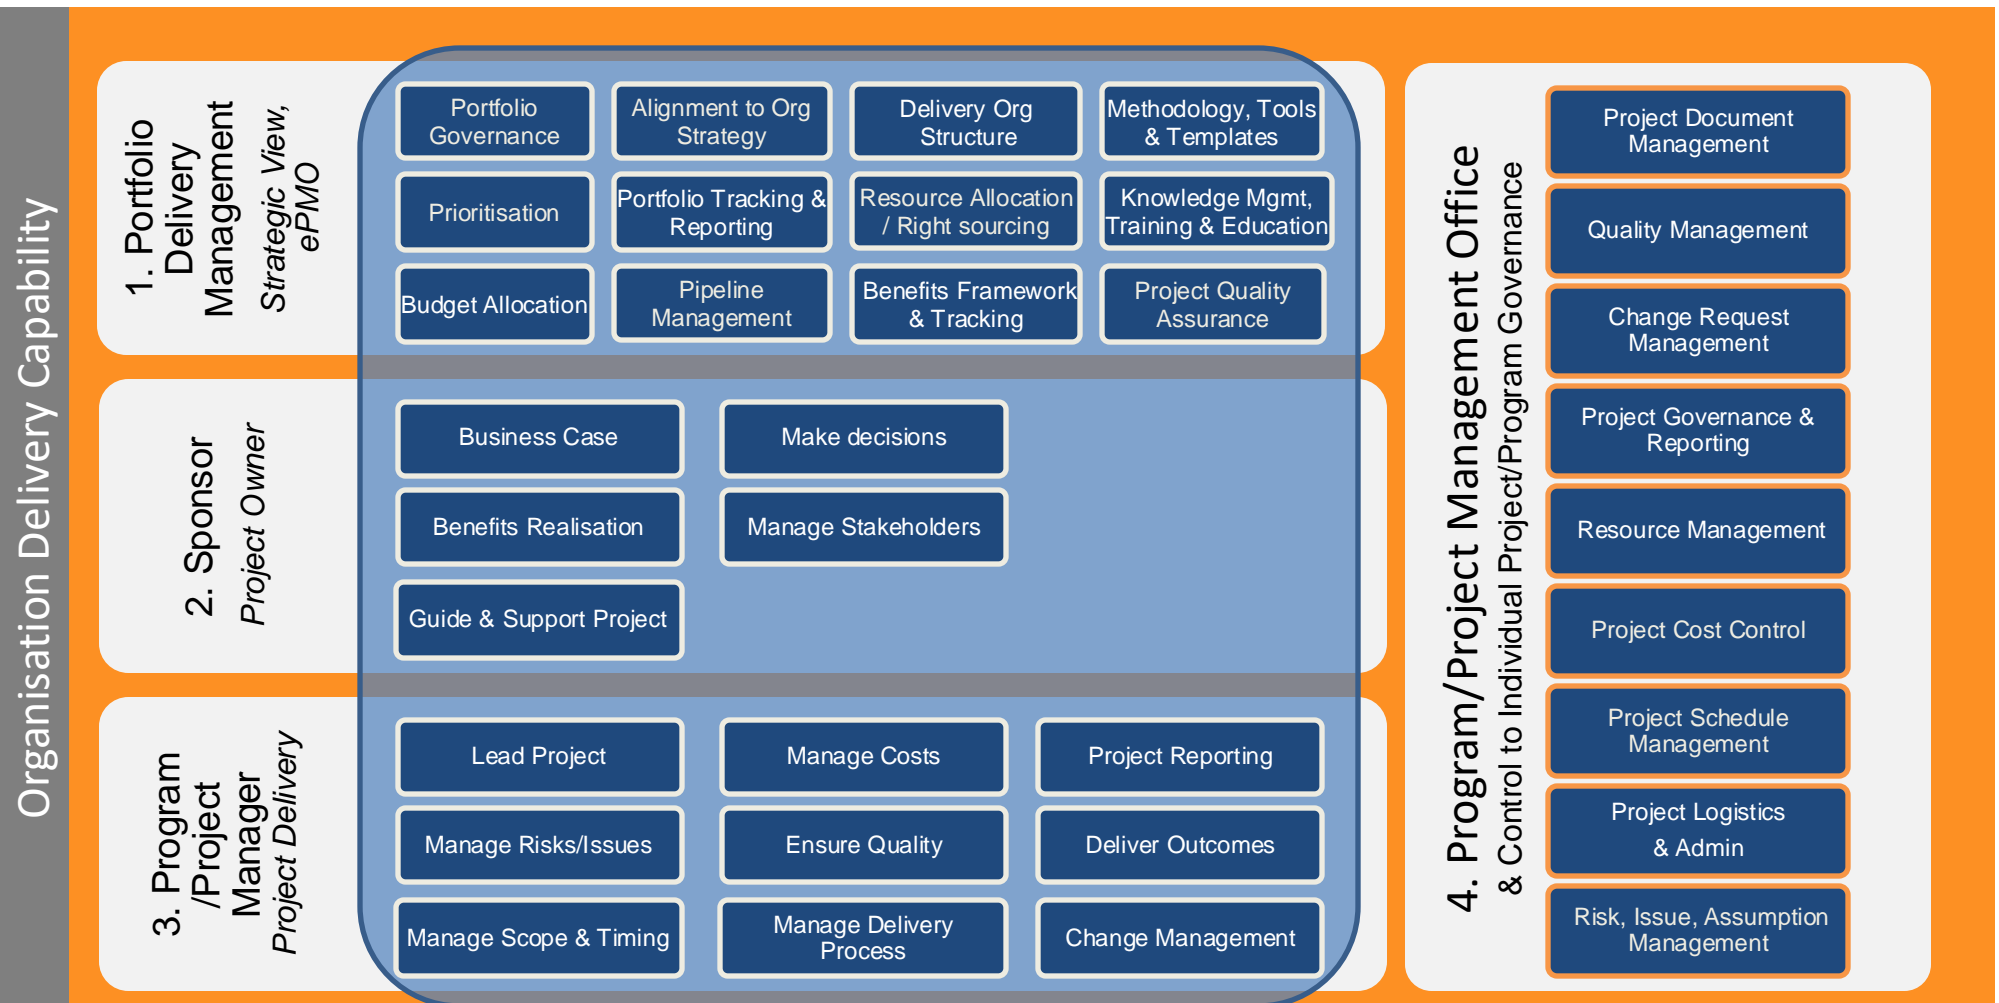 Organisation Delivery Capability
1. Portfolio
Delivery
Management
Strategic View,
ePMO
Portfolio
Governance
Alignment to Org
Strategy
Delivery Org
Structure
Methodology, Tools
& Templates
Prioritisation
Portfolio Tracking &
Reporting
Resource Allocation
/ Right sourcing
Knowledge Mgmt,
Training & Education
Budget Allocation
Pipeline
Management
Benefits Framework
& Tracking
Project Quality
Assurance
2. Sponsor
Project Owner
Business Case
Make decisions
Benefits Realisation
Manage Stakeholders
Guide & Support Project
3. Program
/Project
Manager
Project Delivery
Lead Project
Manage Costs
Project Reporting
Manage Risks/Issues
Ensure Quality
Deliver Outcomes
Manage Scope & Timing
Manage Delivery
Process
Change Management
4. Program/Project Management Office
& Control to Individual Project/Program Governance
Project Document
Management
Quality Management
Change Request
Management
Project Governance &
Reporting
Resource Management
Project Cost Control
Project Schedule
Management
Project Logistics
& Admin
Risk, Issue, Assumption
Management